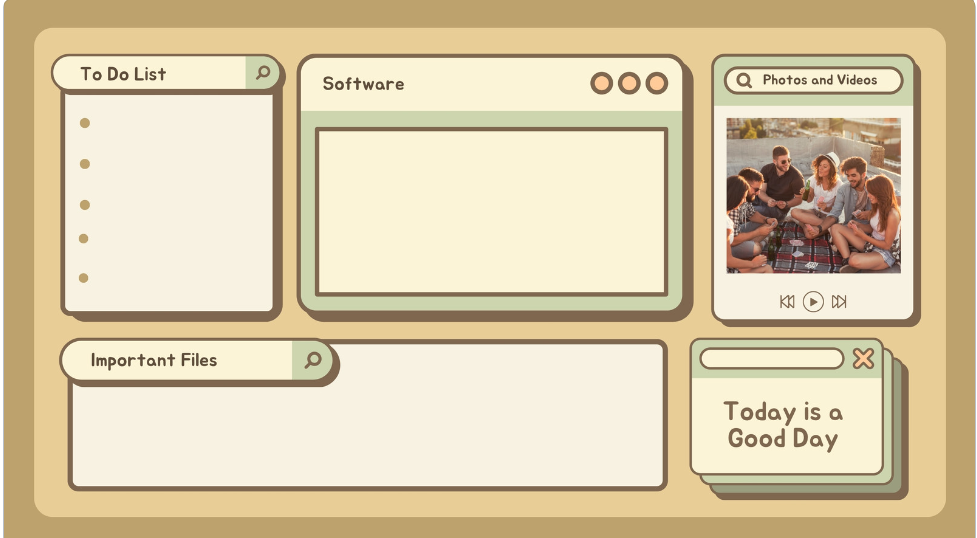 To Do List
Software
Photos and Videos
Important Files
Today is a
Good Day